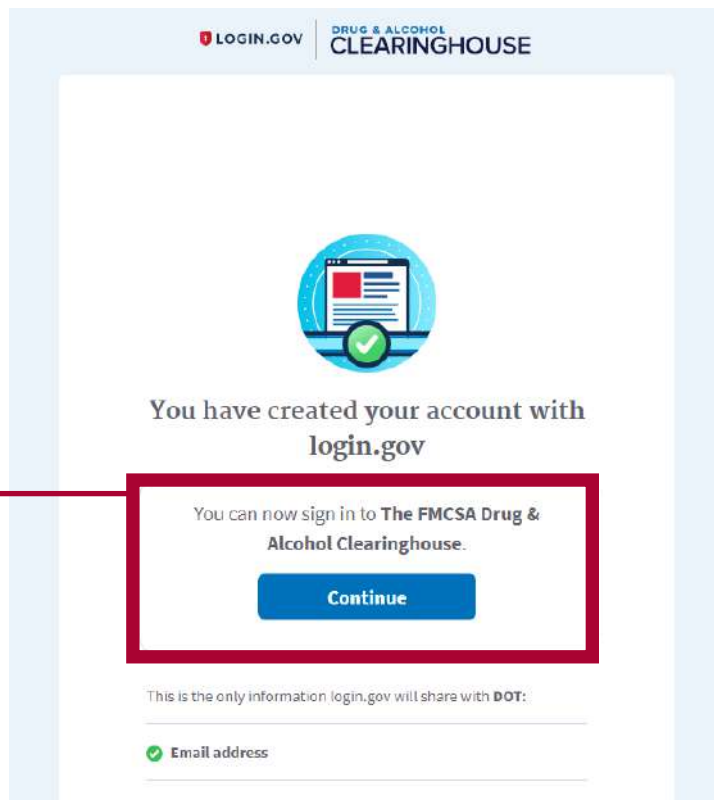 LOGIN.GOV
DRUG & ALCOHOL
CLEARINGHOUSE
You have created your account with
login.gov
You can now sign in to The FMCSA Drug &
Alcohol Clearinghouse.
Continue
This is the only information login.gov will share with DOT:
Email address